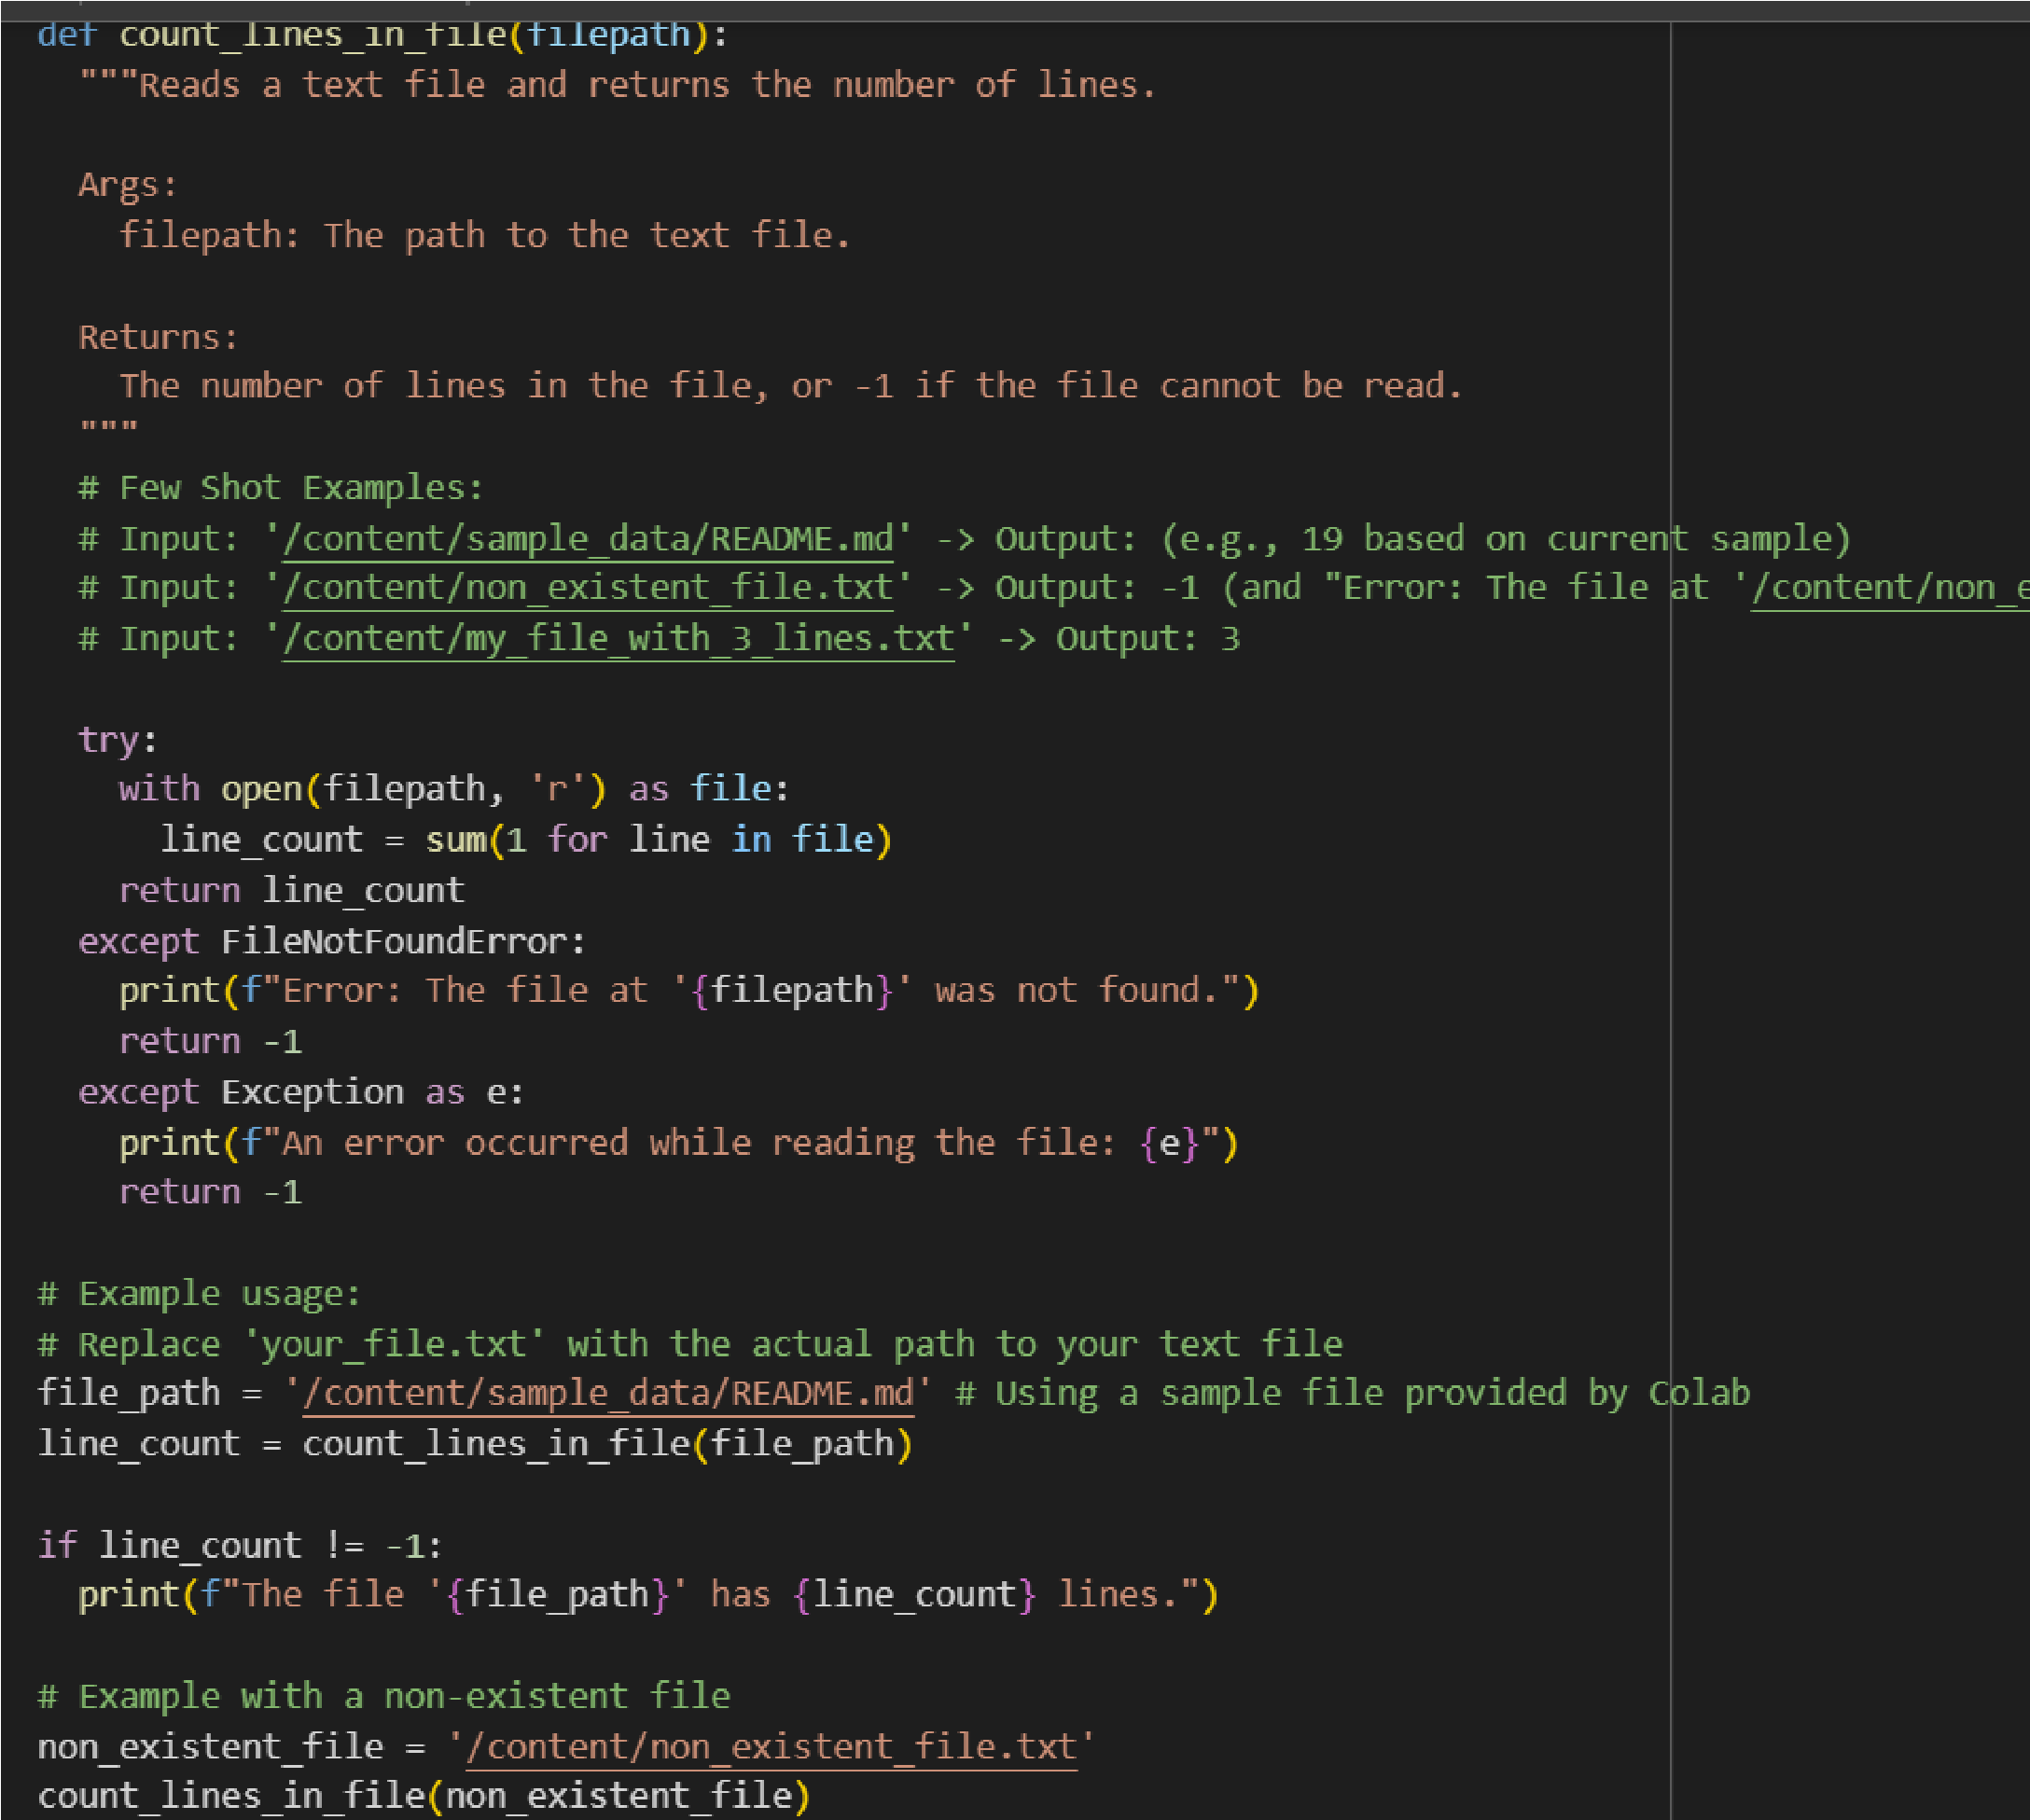 def count_lines_in_file(filepath):
  """Reads a text file and returns the number of lines.

  Args:
    filepath: The path to the text file.

  Returns:
    The number of lines in the file, or -1 if the file cannot be read.
  """
  # Few Shot Examples:
  # Input: '/content/sample_data/README.md' -> Output: (e.g., 19 based on current sample)
  # Input: '/content/non_existent_file.txt' -> Output: -1 (and "Error: The file at '/content/non_e
  # Input: '/content/my_file_with_3_lines.txt' -> Output: 3

  try:
    with open(filepath, 'r') as file:
      line_count = sum(1 for line in file)
    return line_count
  except FileNotFoundError:
    print(f"Error: The file at '{filepath}' was not found.")
    return -1
  except Exception as e:
    print(f"An error occurred while reading the file: {e}")
    return -1

# Example usage:
# Replace 'your_file.txt' with the actual path to your text file
file_path = '/content/sample_data/README.md' # Using a sample file provided by Colab
line_count = count_lines_in_file(file_path)

if line_count != -1:
  print(f"The file '{file_path}' has {line_count} lines.")

# Example with a non-existent file
non_existent_file = '/content/non_existent_file.txt'
count_lines_in_file(non_existent_file)